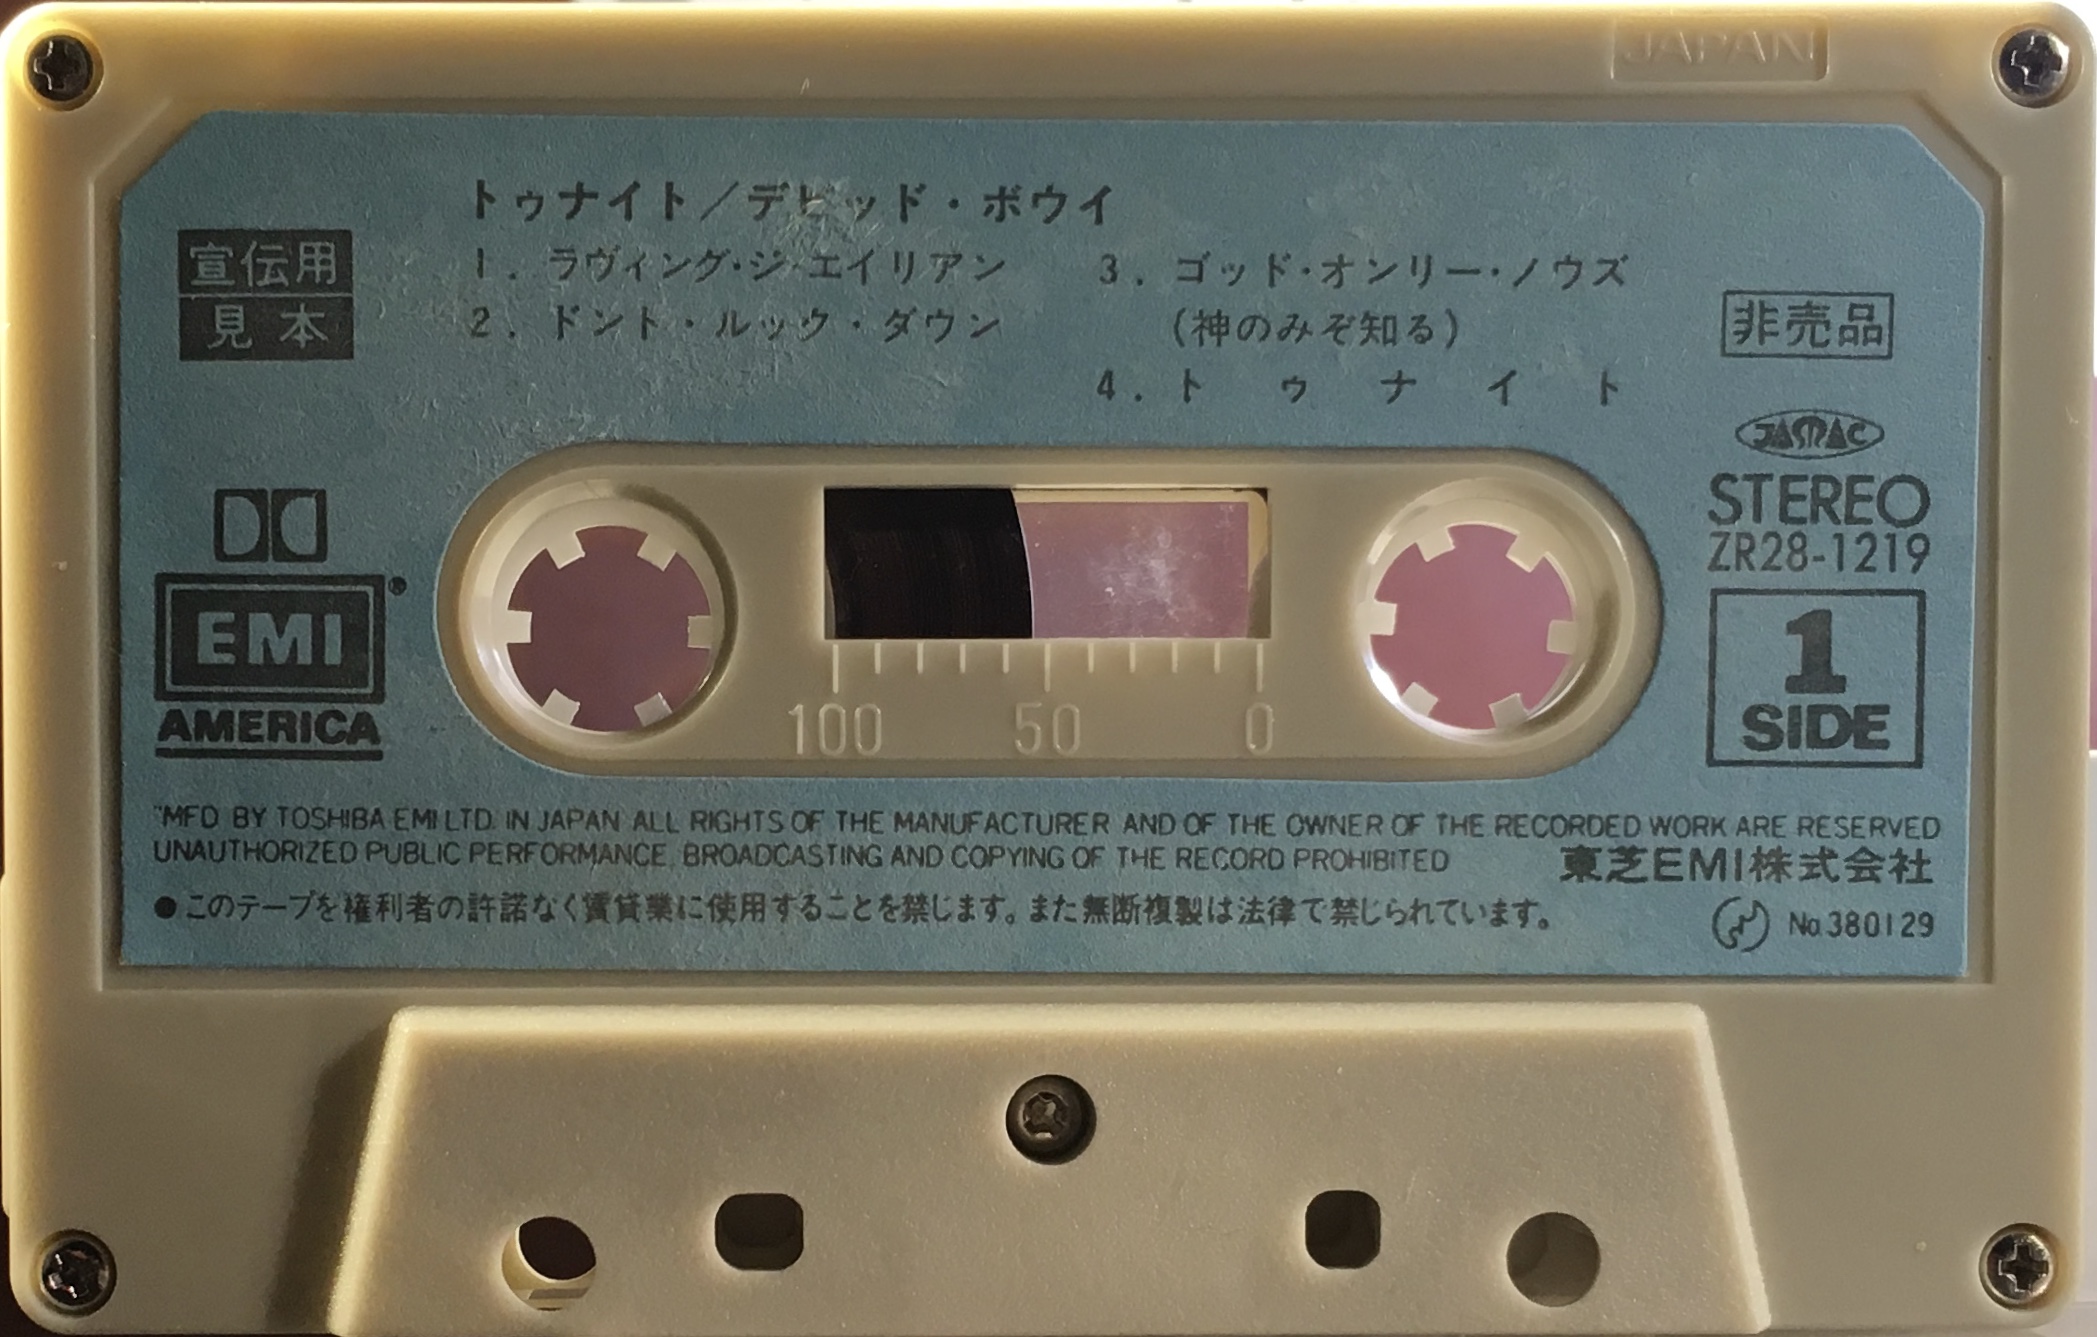 JAPAN
トゥナイト／デビッド・ボウイ
宣伝用
見本
1. ラヴィング・ジ・エイリアン
2. ドント・ルック・ダウン
3. ゴッド・オンリー・ノウズ
(神のみぞ知る)
4. トゥナイト
非売品
JASRAC
STEREO
ZR28-1219
1
SIDE
EMI
AMERICA
100 50 0
"MFD BY TOSHIBA EMI LTD. IN JAPAN ALL RIGHTS OF THE MANUFACTURER AND OF THE OWNER OF THE RECORDED WORK ARE RESERVED
UNAUTHORIZED PUBLIC PERFORMANCE, BROADCASTING AND COPYING OF THE RECORD PROHIBITED
東芝EMI株式会社
●このテープを権利者の許諾なく賃貸業に使用することを禁じます。また無断複製は法律で禁じられています。
No.380129